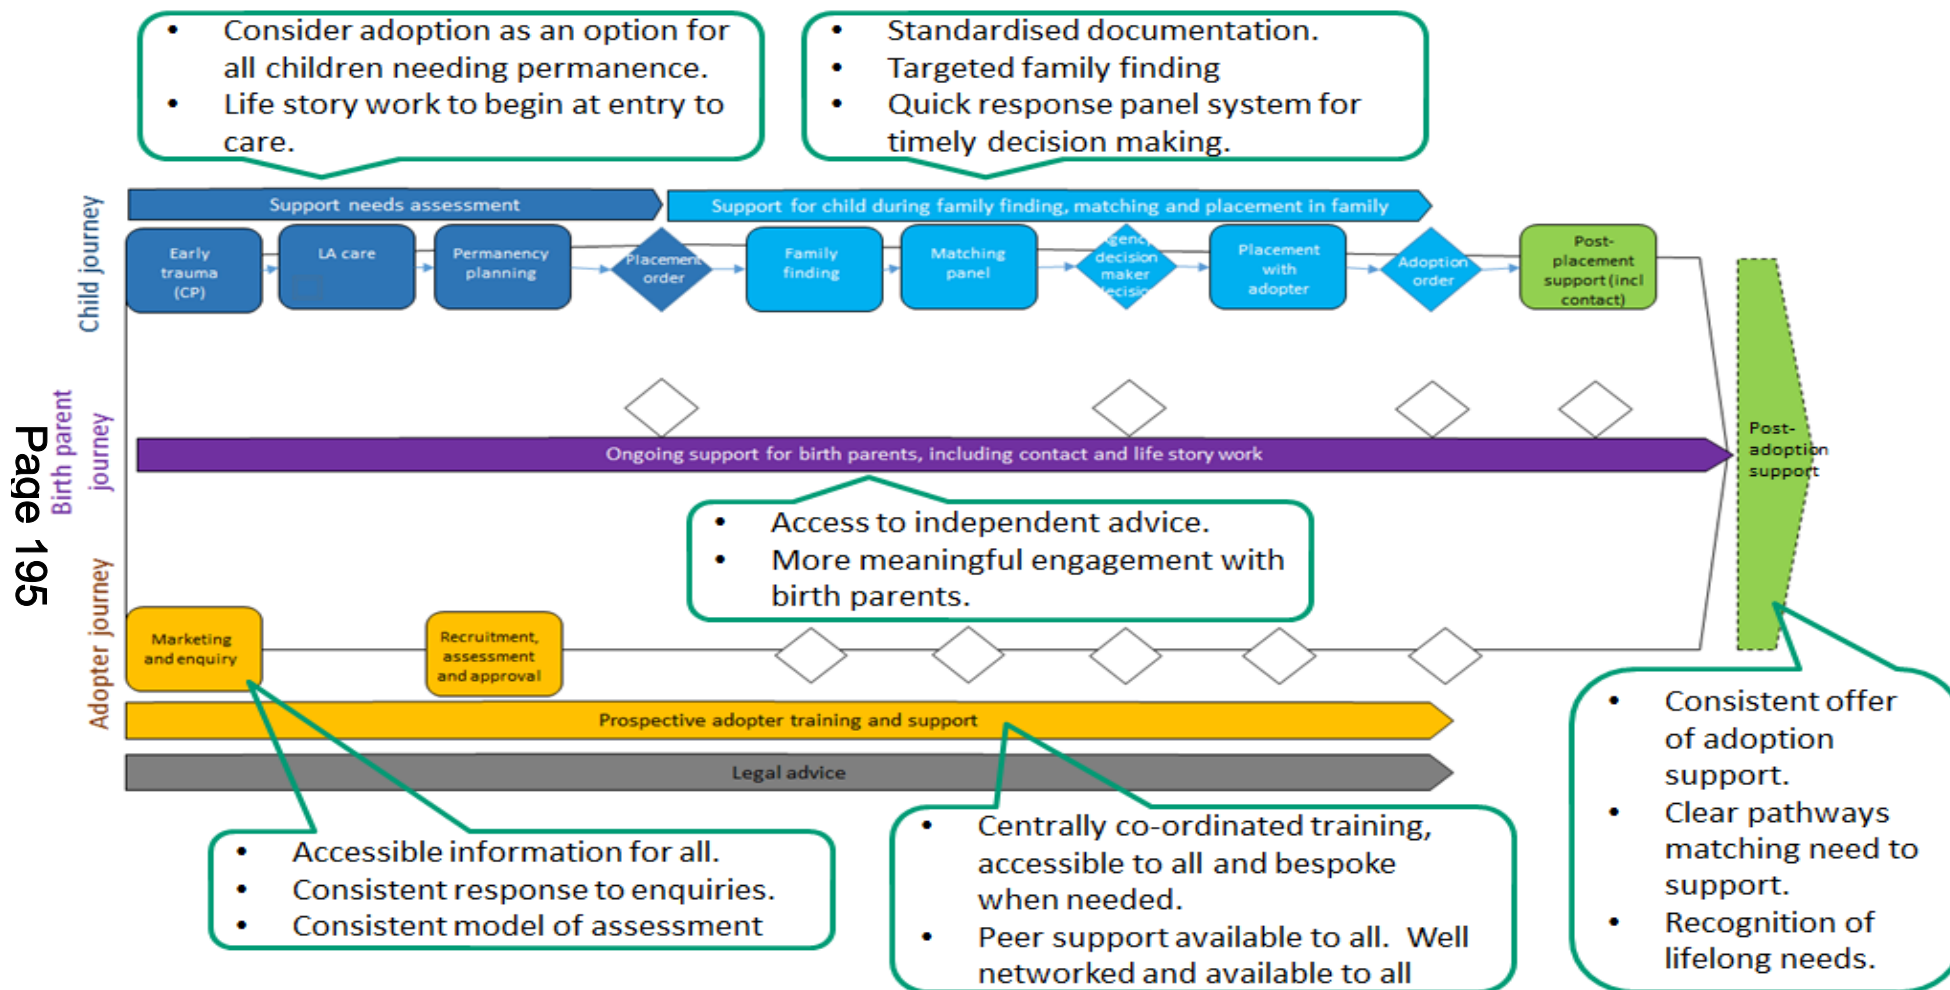 • Consider adoption as an option for
all children needing permanence.
• Life story work to begin at entry to
care.
• Standardised documentation.
• Targeted family finding
• Quick response panel system for
timely decision making.
Child journey
Support needs assessment
Support for child during family finding, matching and placement in family
Early
trauma
(CP)
LA care
Permanency
planning
Placement
order
Family
finding
Matching
panel
decision
maker
Placement
with
adopter
Adoption
order
Post-
placement
support (incl
contact)
Page 195
Birth parent
journey
Ongoing support for birth parents, including contact and life story work
Post-
adoption
support
• Access to independent advice.
• More meaningful engagement with
birth parents.
Adopter journey
Marketing
and enquiry
Recruitment,
assessment
and approval
Prospective adopter training and support
Legal advice
• Accessible information for all.
• Consistent response to enquiries.
• Consistent model of assessment
• Centrally co-ordinated training,
accessible to all and bespoke
when needed.
• Peer support available to all. Well
networked and available to all
• Consistent offer
of adoption
support.
• Clear pathways
matching need to
support.
• Recognition of
lifelong needs.